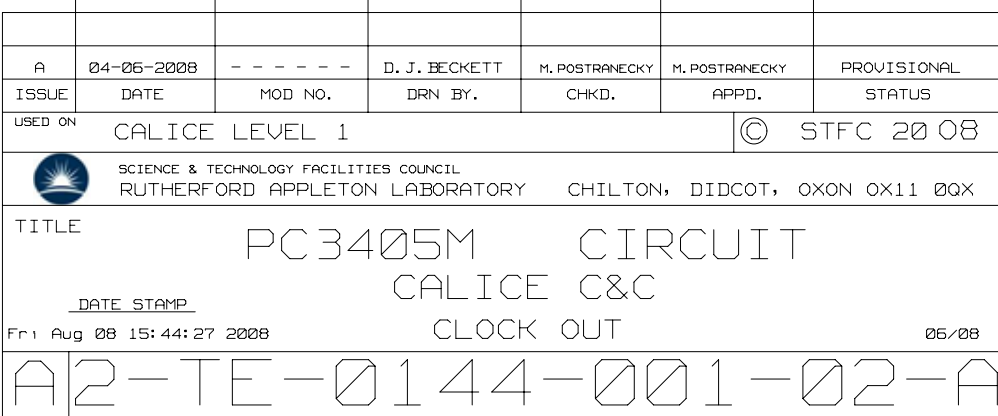 A 04-06-2008 - - - - - - D.J.BECKETT M.POSTRANECKY M.POSTRANECKY PROVISIONAL
ISSUE DATE MOD NO. DRN BY. CHKD. APPD. STATUS
USED ON CALICE LEVEL 1 © STFC 20 08
SCIENCE & TECHNOLOGY FACILITIES COUNCIL
RUTHERFORD APPLETON LABORATORY CHILTON, DIDCOT, OXON OX11 0QX
TITLE
PC3405M CIRCUIT
CALICE C&C
DATE STAMP
Fri Aug 08 15:44:27 2008 CLOCK OUT 06/08
A 2-TE-0144-001-02-A